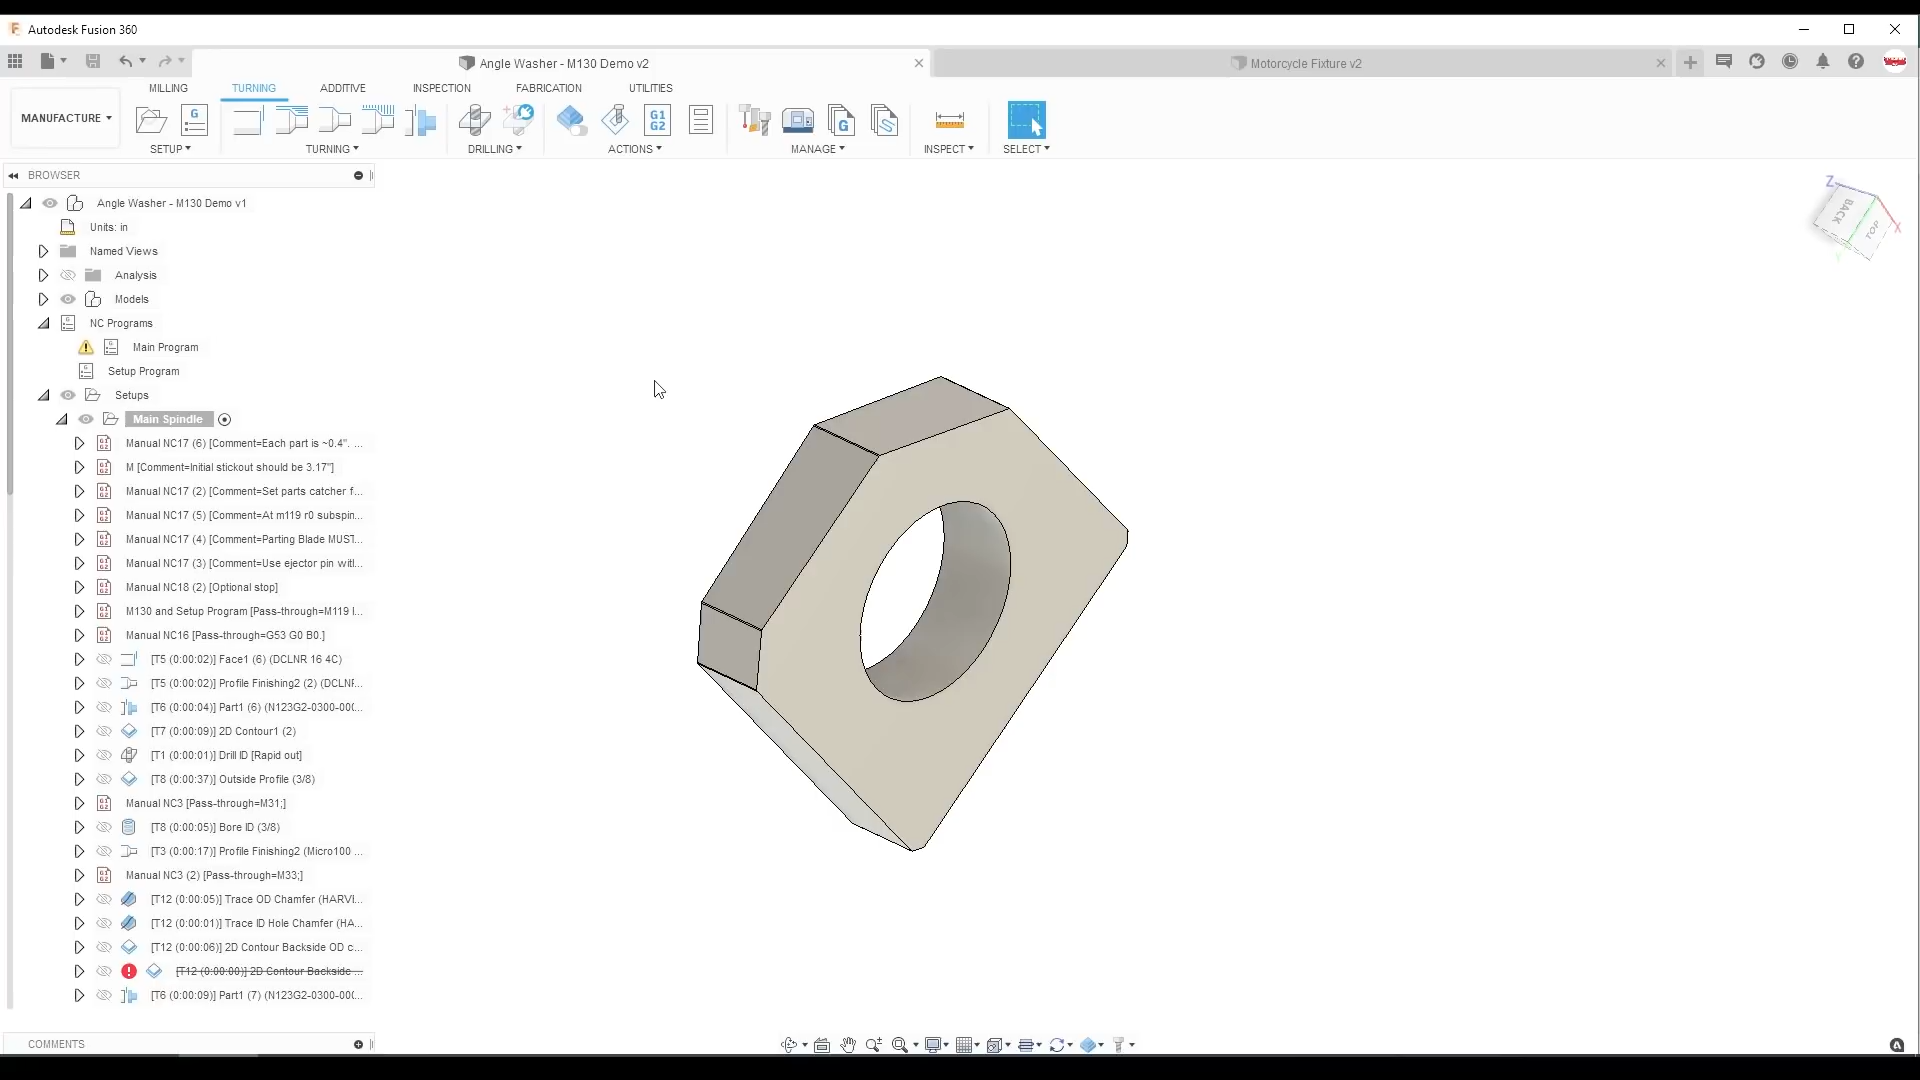 Autodesk Fusion 360
Angle Washer - M130 Demo v2
Motorcycle Fixture v2
MILLING
TURNING
ADDITIVE
INSPECTION
FABRICATION
UTILITIES
MANUFACTURE
SETUP
TURNING
DRILLING
G1
G2
ACTIONS
MANAGE
INSPECT
SELECT
BROWSER
Angle Washer - M130 Demo v1
Units: in
Named Views
Analysis
Models
NC Programs
Main Program
Setup Program
Setups
Main Spindle
Manual NC17 (6) [Comment=Each part is ~0.4". ...
M [Comment=Initial stickout should be 3.17"]
Manual NC17 (2) [Comment=Set parts catcher f...
Manual NC17 (5) [Comment=At m119 r0 subspin...
Manual NC17 (4) [Comment=Parting Blade MUST...
Manual NC17 (3) [Comment=Use ejector pin witl...
Manual NC18 (2) [Optional stop]
M130 and Setup Program [Pass-through=M119 I...
Manual NC16 [Pass-through=G53 G0 B0.]
[T5 (0:00:02)] Face1 (6) (DCLNR 16 4C)
[T5 (0:00:02)] Profile Finishing2 (2) (DCLNF...
[T6 (0:00:04)] Part1 (6) (N123G2-0300-00(...
[T7 (0:00:09)] 2D Contour1 (2)
[T1 (0:00:01)] Drill ID [Rapid out]
[T8 (0:00:37)] Outside Profile (3/8)
Manual NC3 [Pass-through=M31;]
[T8 (0:00:05)] Bore ID (3/8)
[T3 (0:00:17)] Profile Finishing2 (Micro100 ...
Manual NC3 (2) [Pass-through=M33;]
[T12 (0:00:05)] Trace OD Chamfer (HARVI...
[T12 (0:00:01)] Trace ID Hole Chamfer (HA...
[T12 (0:00:06)] 2D Contour Backside OD c...
[T12 (0:00:00)] 2D Contour Backside ...
[T6 (0:00:09)] Part1 (7) (N123G2-0300-00(...
COMMENTS
Z
BACK
TOP
X
Y